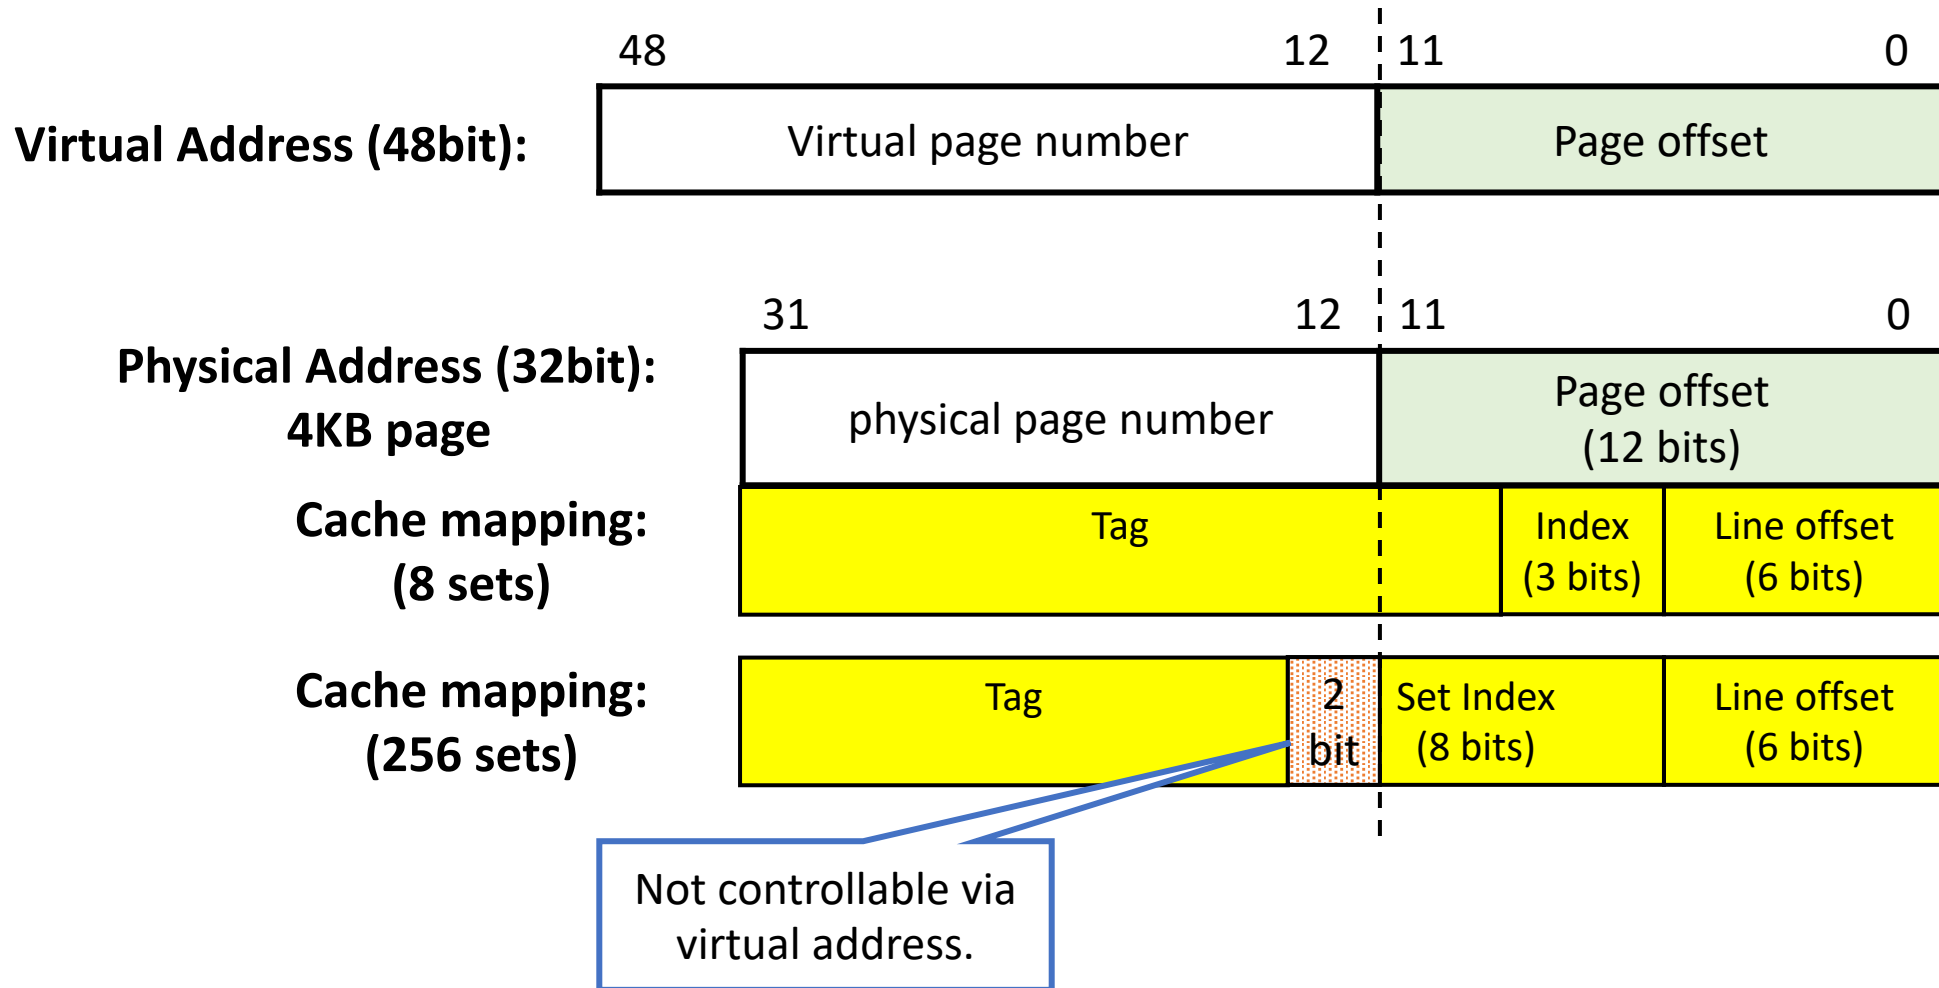 48 12 11 0
Virtual Address (48bit): Virtual page number Page offset
31 12 11 0
Physical Address (32bit):
4KB page
physical page number
Page offset
(12 bits)
Cache mapping:
(8 sets)
Tag
Index
(3 bits)
Line offset
(6 bits)
Cache mapping:
(256 sets)
Tag
2
bit
Set Index
(8 bits)
Line offset
(6 bits)
Not controllable via
virtual address.